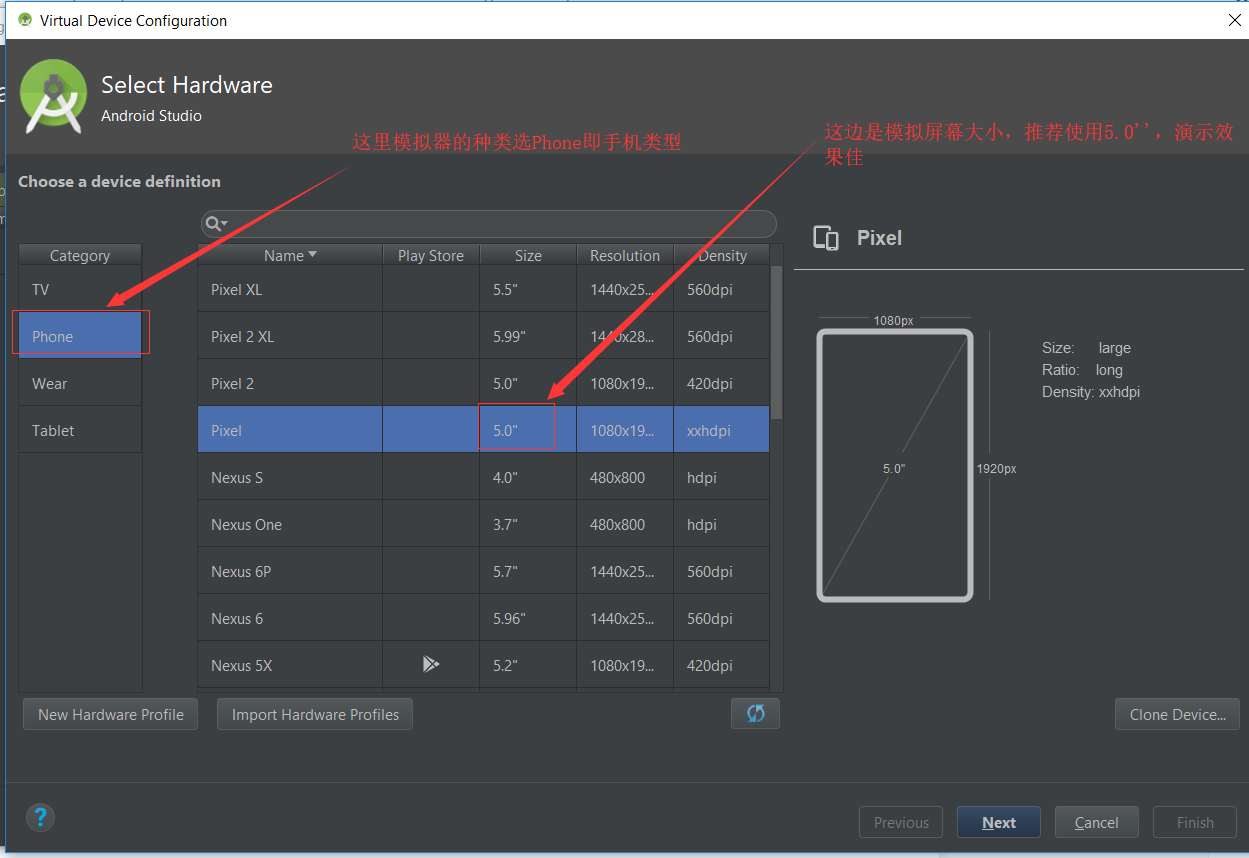 Virtual Device Configuration
Select Hardware
Android Studio
这里模拟器的种类选Phone即手机类型
这边是模拟屏幕大小，推荐使用5.0''，演示效
果佳
Choose a device definition
Category
TV
Phone
Wear
Tablet
Name Play Store Size Resolution Density
Pixel XL 5.5" 1440x25... 560dpi
Pixel 2 XL 5.99" 1440x28... 560dpi
Pixel 2 5.0" 1080x19... 420dpi
Pixel 5.0" 1080x19... xxhdpi
Nexus S 4.0" 480x800 hdpi
Nexus One 3.7" 480x800 hdpi
Nexus 6P 5.7" 1440x25... 560dpi
Nexus 6 5.96" 1440x25... 560dpi
Nexus 5X 5.2" 1080x19... 420dpi
Pixel
1080px
5.0"
1920px
Size: large
Ratio: long
Density: xxhdpi
New Hardware Profile
Import Hardware Profiles
Clone Device...
?
Previous
Next
Cancel
Finish